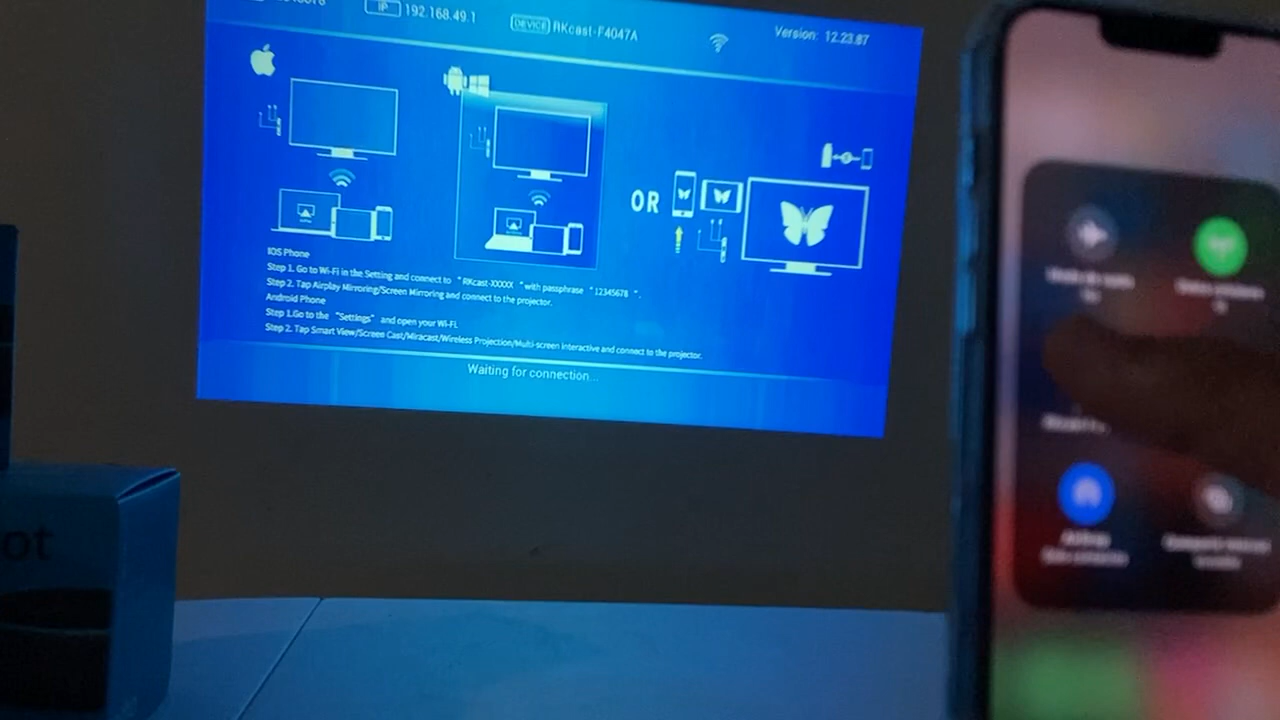 IP 192.168.49.1
DEVICE RKcast-F4047A
Version: 12.23.87
OR
IOS Phone
Step 1. Go to Wi-Fi in the Setting and connect to "RKcast-XXXXX" with passphrase "12345678".
Step 2. Tap Airplay Mirroring/Screen Mirroring and connect to the projector.
Android Phone
Step 1.Go to the "Settings" and open your Wi-Fi.
Step 2. Tap Smart View/Screen Cast/Miracast/Wireless Projection/Multi-screen interactive and connect to the projector.
Waiting for connection...
ot
AirDrop